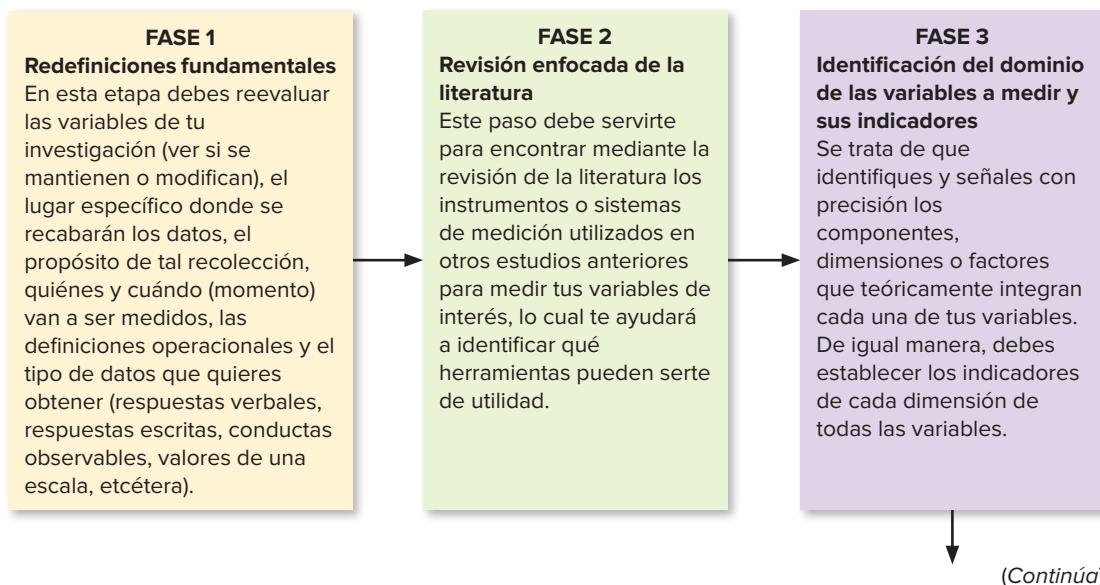 FASE 1
Redefiniciones fundamentales
En esta etapa debes reevaluar
las variables de tu
investigación (ver si se
mantienen o modifican), el
lugar específico donde se
recabarán los datos, el
propósito de tal recolección,
quiénes y cuándo (momento)
van a ser medidos, las
definiciones operacionales y el
tipo de datos que quieres
obtener (respuestas verbales,
respuestas escritas, conductas
observables, valores de una
escala, etcétera).
FASE 2
Revisión enfocada de la
literatura
Este paso debe servirte
para encontrar mediante la
revisión de la literatura los
instrumentos o sistemas
de medición utilizados en
otros estudios anteriores
para medir tus variables de
interés, lo cual te ayudará
a identificar qué
herramientas pueden serte
de utilidad.
FASE 3
Identificación del dominio
de las variables a medir y
sus indicadores
Se trata de que
identifiques y señales con
precisión los
componentes,
dimensiones o factores
que teóricamente integran
cada una de tus variables.
De igual manera, debes
establecer los indicadores
de cada dimensión de
todas las variables.
(Continúa)